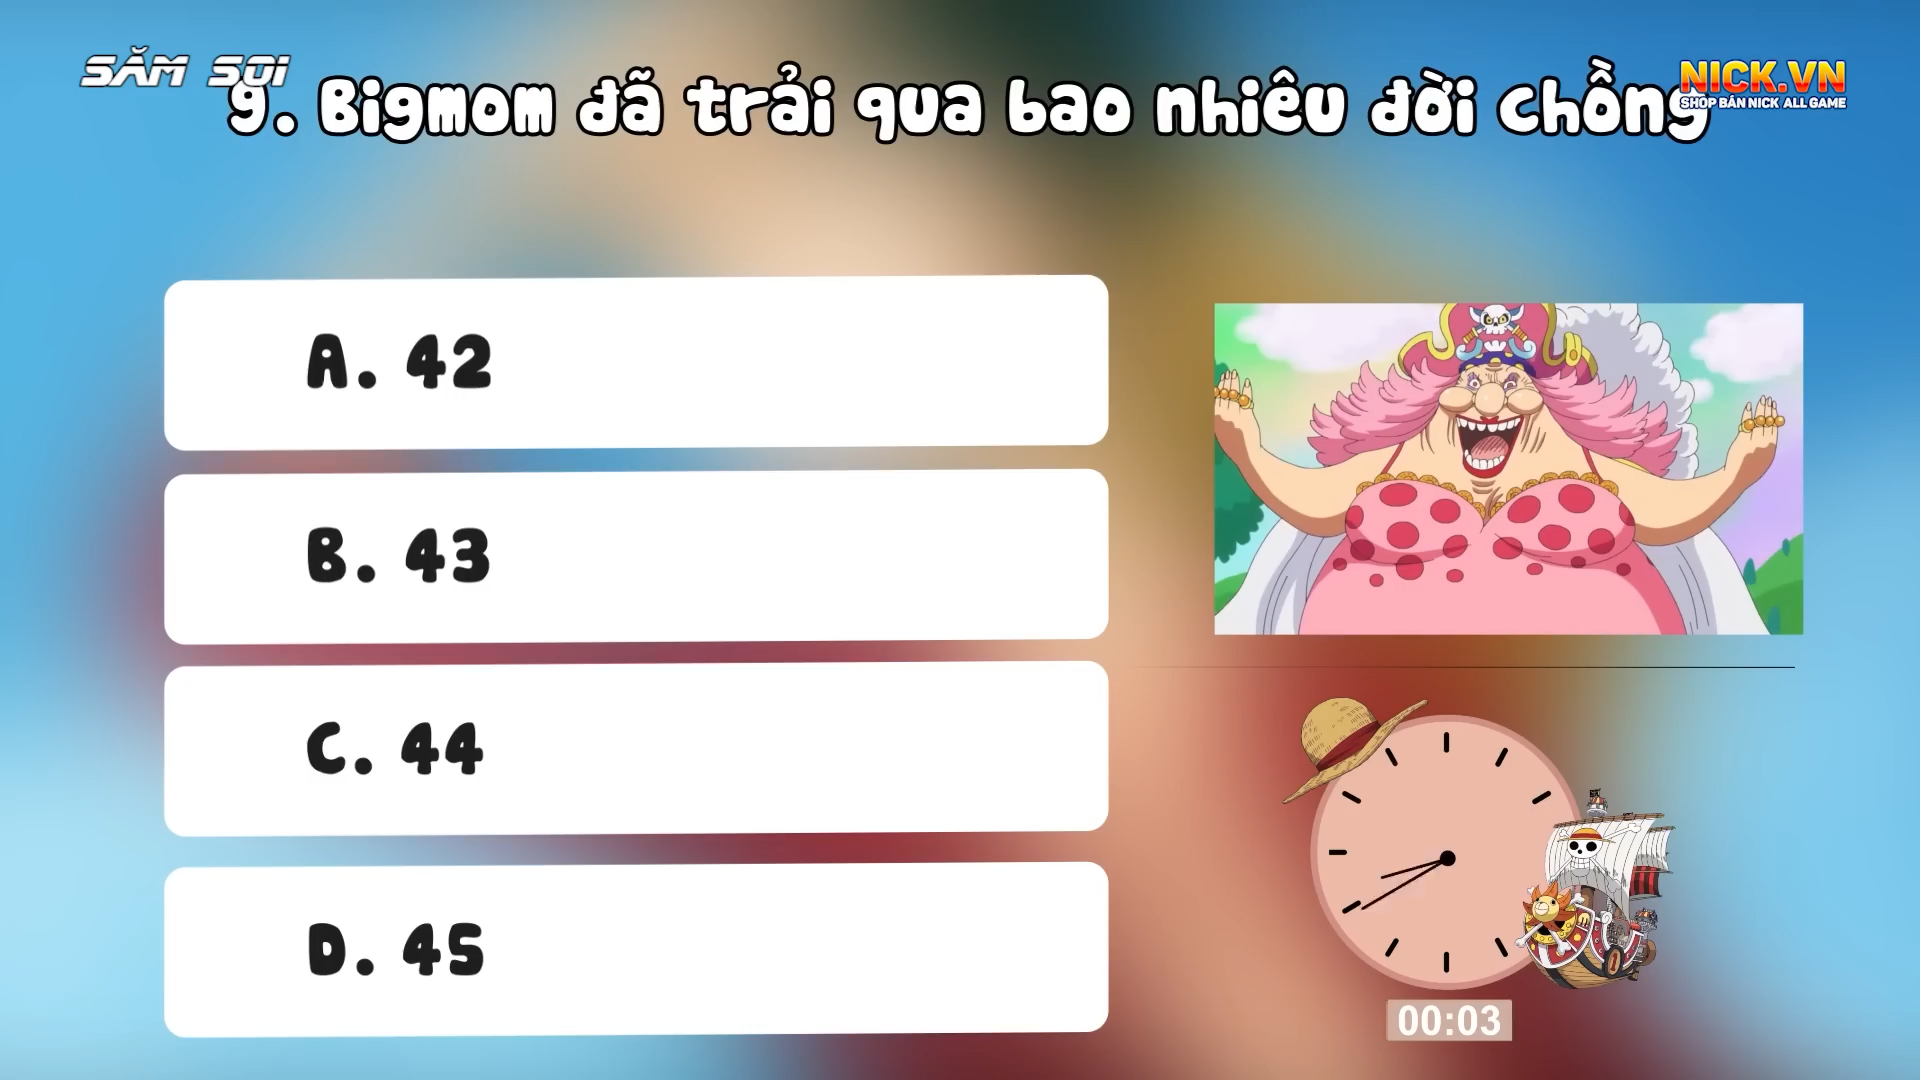 SĂM SOI
NICK.VN
SHOP BÁN NICK ALL GAME
9. Bigmom đã trải qua bao nhiêu đời chồng
A. 42
B. 43
C. 44
D. 45
00:03